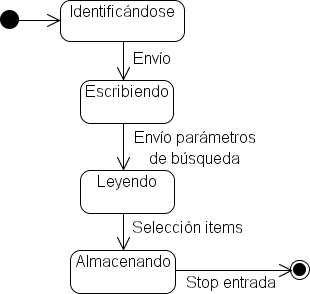 Identificándose
Envío
Escribiendo
Envío parámetros
de búsqueda
Leyendo
Selección items
Almacenando
Stop entrada